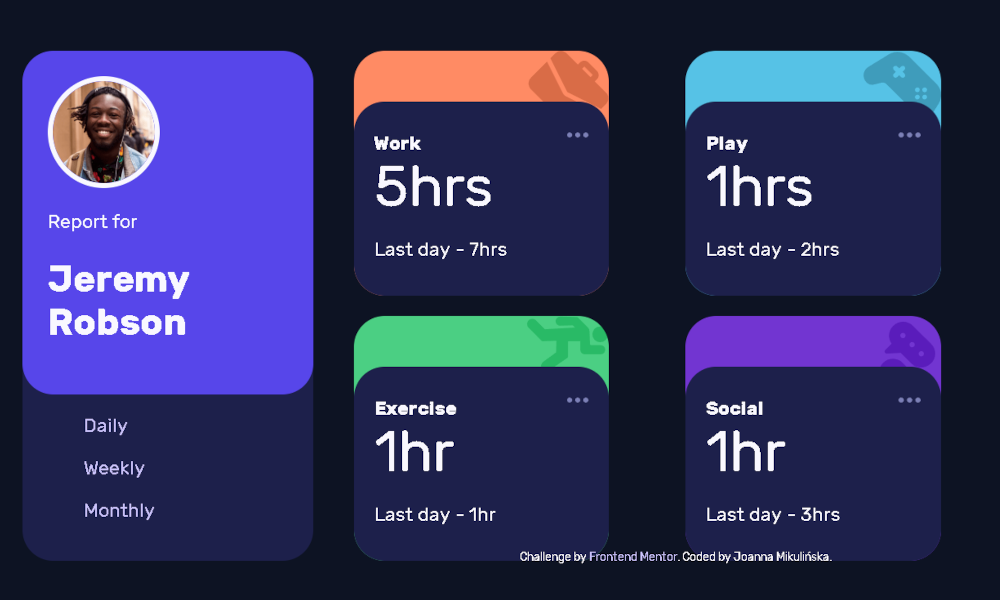 Report for
Jeremy
Robson
Daily
Weekly
Monthly
Work
5hrs
Last day - 7hrs
Play
1hrs
Last day - 2hrs
Exercise
1hr
Last day - 1hr
Social
1hr
Last day - 3hrs
Challenge by Frontend Mentor. Coded by Joanna Mikulińska.